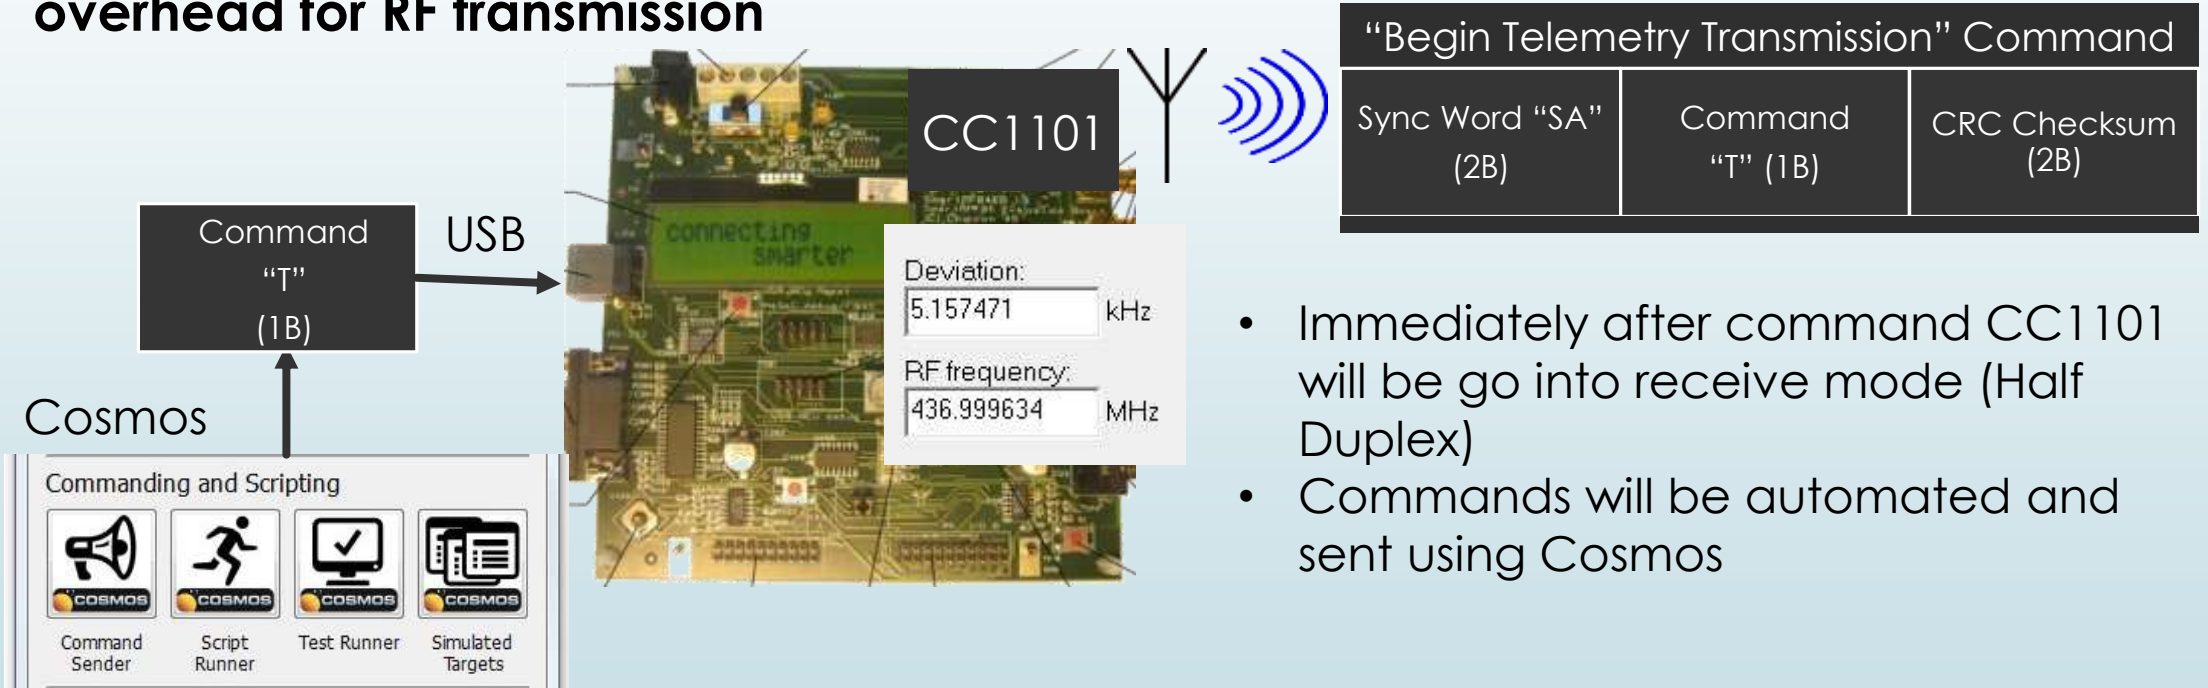 overhead for RF transmission
"Begin Telemetry Transmission" Command
Sync Word "SA"
(2B)
Command
"T" (1B)
CRC Checksum
(2B)
CC1101
Command
"T"
(1B)
USB
connecting
smarter
Deviation:
5.157471 kHz
RF frequency:
436.999634 MHz
Cosmos
Commanding and Scripting
COSMOS
COSMOS
COSMOS
COSMOS
Command
Sender
Script
Runner
Test Runner
Simulated
Targets
• Immediately after command CC1101
will be go into receive mode (Half
Duplex)
• Commands will be automated and
sent using Cosmos